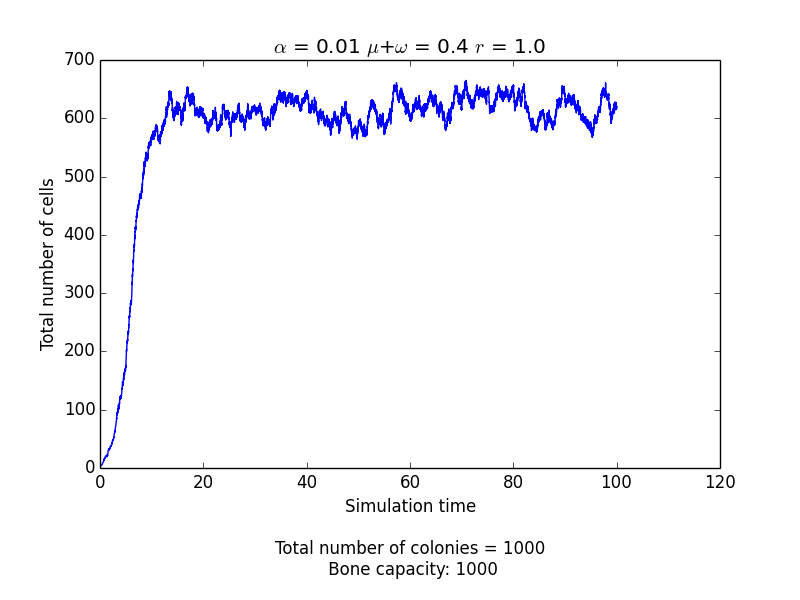 α = 0.01 μ+ω = 0.4 r = 1.0
700
600
500
400
300
200
100
0
Total number of cells
0 20 40 60 80 100 120
Simulation time
Total number of colonies = 1000
Bone capacity: 1000